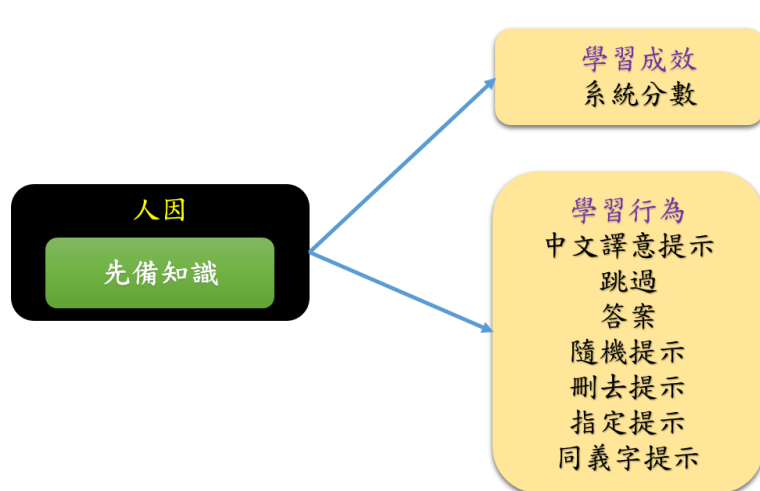 人因
先備知識
學習成效
系統分數
學習行為
中文譯意提示
跳過
答案
隨機提示
刪去提示
指定提示
同義字提示